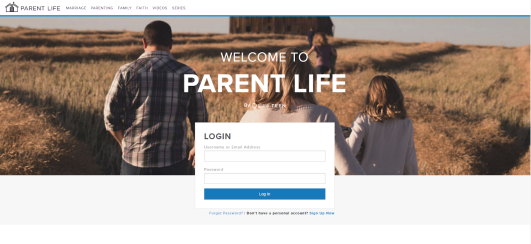 PARENT LIFE MARRIAGE PARENTING FAMILY FAITH VIDEOS SERIES
WELCOME TO
PARENT LIFE
LOGIN
Username or Email Address
Password
Log In
Forgot Password? | Don't have a personal account? Sign Up Now